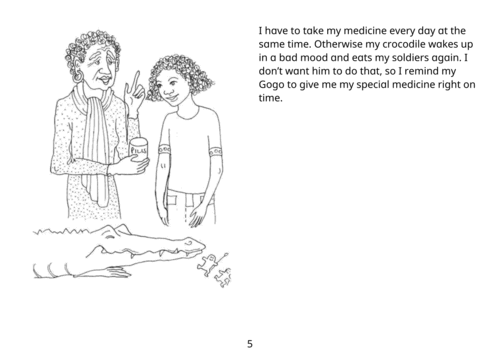 I have to take my medicine every day at the
same time. Otherwise my crocodile wakes up
in a bad mood and eats my soldiers again. I
don’t want him to do that, so I remind my
Gogo to give me my special medicine right on
time.
PILLS
5